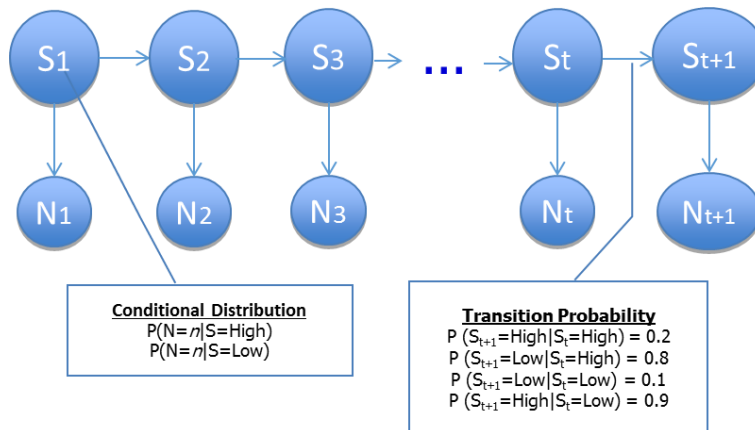 S1 S2 S3 ... St St+1
N1 N2 N3 Nt Nt+1
Conditional Distribution
P(N=n|S=High)
P(N=n|S=Low)
Transition Probability
P (St+1=High|St=High) = 0.2
P (St+1=Low|St=High) = 0.8
P (St+1=Low|St=Low) = 0.1
P (St+1=High|St=Low) = 0.9